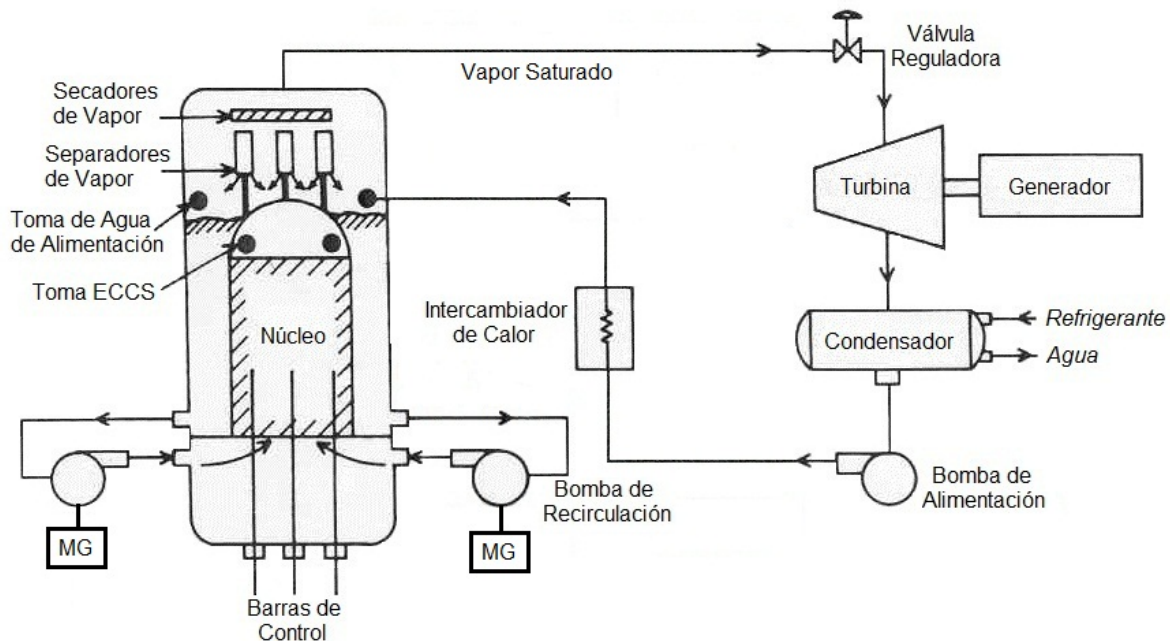 Válvula
Reguladora
Vapor Saturado
Secadores
de Vapor
Separadores
de Vapor
Turbina
Generador
Toma de Agua
de Alimentación
Toma ECCS
Intercambiador
de Calor
Núcleo
Condensador
Refrigerante
Agua
Bomba de
Recirculación
Bomba de
Alimentación
MG
MG
Barras de
Control